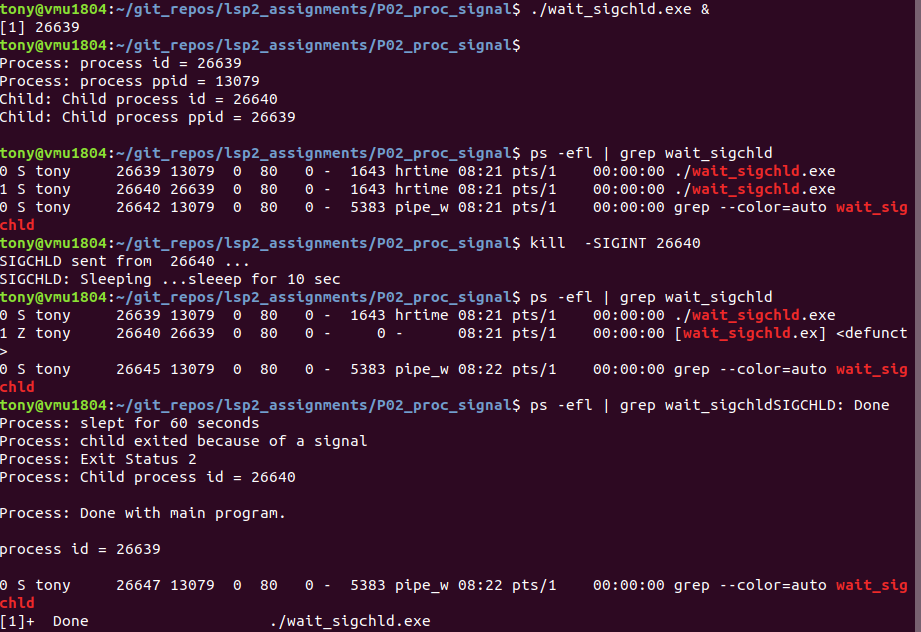 tony@vmu1804:~/git_repos/lsp2_assignments/P02_proc_signal$ ./wait_sigchld.exe &
[1] 26639
tony@vmu1804:~/git_repos/lsp2_assignments/P02_proc_signal$
Process: process id = 26639
Process: process ppid = 13079
Child: Child process id = 26640
Child: Child process ppid = 26639
tony@vmu1804:~/git_repos/lsp2_assignments/P02_proc_signal$ ps -efl | grep wait_sigchld
0 S tony     26639 13079  0  80   0 -  1643 hrtime 08:21 pts/1    00:00:00 ./wait_sigchld.exe
1 S tony     26640 26639  0  80   0 -  1643 hrtime 08:21 pts/1    00:00:00 ./wait_sigchld.exe
0 S tony     26642 13079  0  80   0 -  5383 pipe_w 08:21 pts/1    00:00:00 grep --color=auto wait_sig
chld
tony@vmu1804:~/git_repos/lsp2_assignments/P02_proc_signal$ kill  -SIGINT 26640
SIGCHLD sent from  26640 ...
SIGCHLD: Sleeping ...sleeep for 10 sec
tony@vmu1804:~/git_repos/lsp2_assignments/P02_proc_signal$ ps -efl | grep wait_sigchld
0 S tony     26639 13079  0  80   0 -  1643 hrtime 08:21 pts/1    00:00:00 ./wait_sigchld.exe
1 Z tony     26640 26639  0  80   0 -     0 -      08:21 pts/1    00:00:00 [wait_sigchld.ex] <defunct
>
0 S tony     26645 13079  0  80   0 -  5383 pipe_w 08:22 pts/1    00:00:00 grep --color=auto wait_sig
chld
tony@vmu1804:~/git_repos/lsp2_assignments/P02_proc_signal$ ps -efl | grep wait_sigchldSIGCHLD: Done
Process: slept for 60 seconds
Process: child exited because of a signal
Process: Exit Status 2
Process: Child process id = 26640
Process: Done with main program.
process id = 26639
0 S tony     26647 13079  0  80   0 -  5383 pipe_w 08:22 pts/1    00:00:00 grep --color=auto wait_sig
chld
[1]+  Done                    ./wait_sigchld.exe